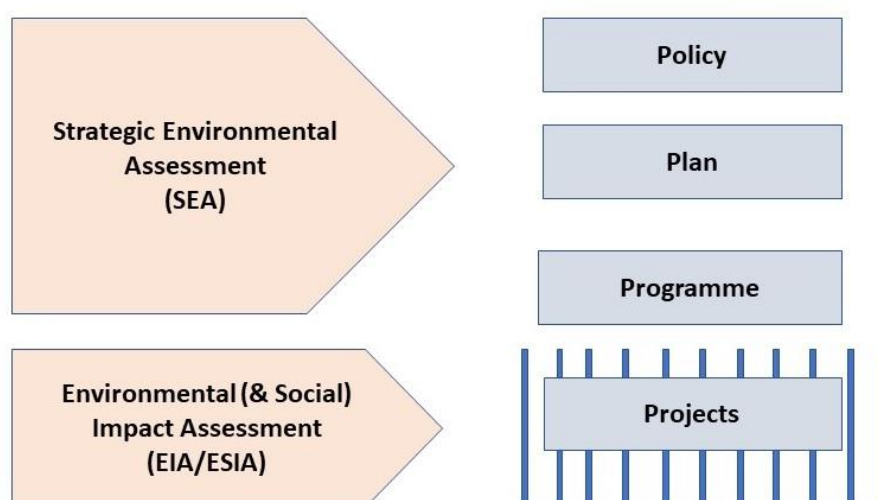 Strategic Environmental
Assessment
(SEA)
Policy
Plan
Programme
Environmental (& Social)
Impact Assessment
(EIA/ESIA)
Projects